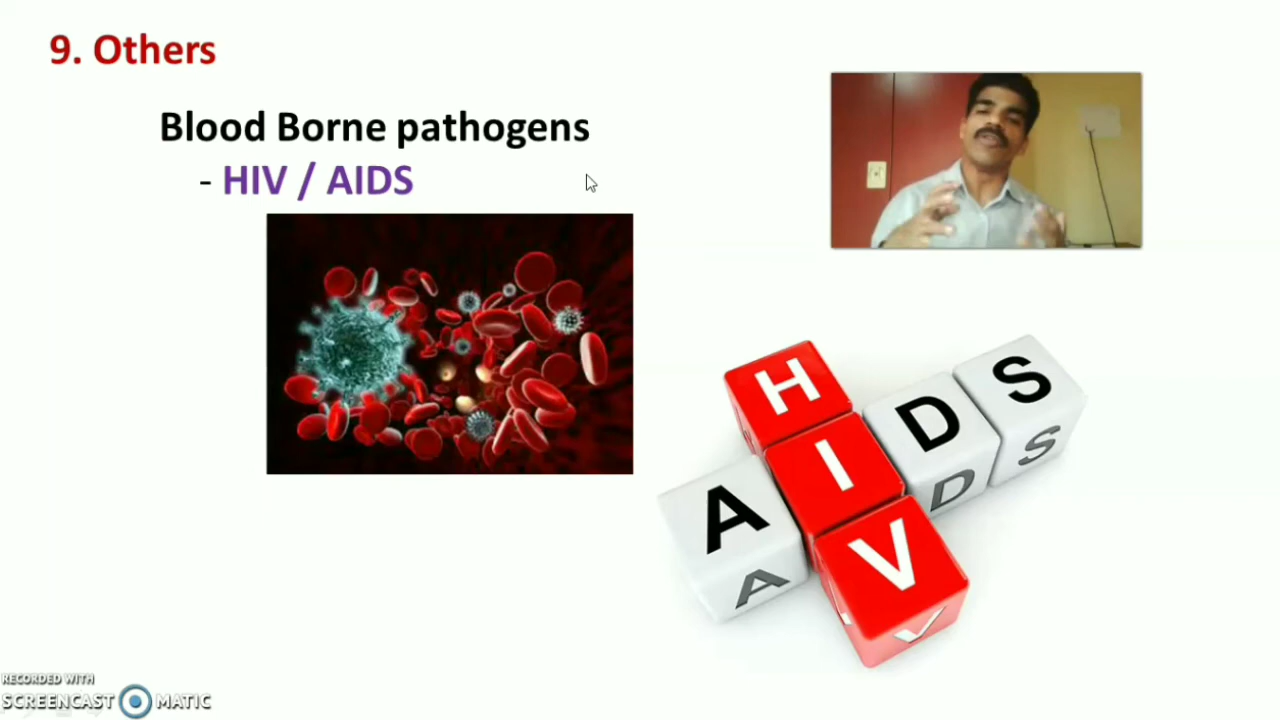 9. Others
Blood Borne pathogens
- HIV / AIDS
H
I
V
A
D
S
A
D
S
V
RECORDED WITH
SCREENCAST MATIC